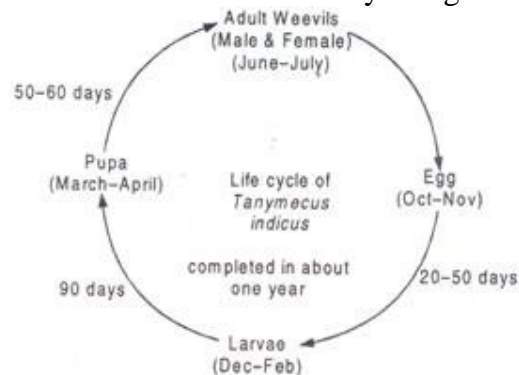 Adult Weevils
(Male & Female)
(June–July)
50–60 days
Pupa
(March–April)
Life cycle of
Tanymecus
indicus
completed in about
one year
Egg
(Oct–Nov)
90 days
20–50 days
Larvae
(Dec–Feb)